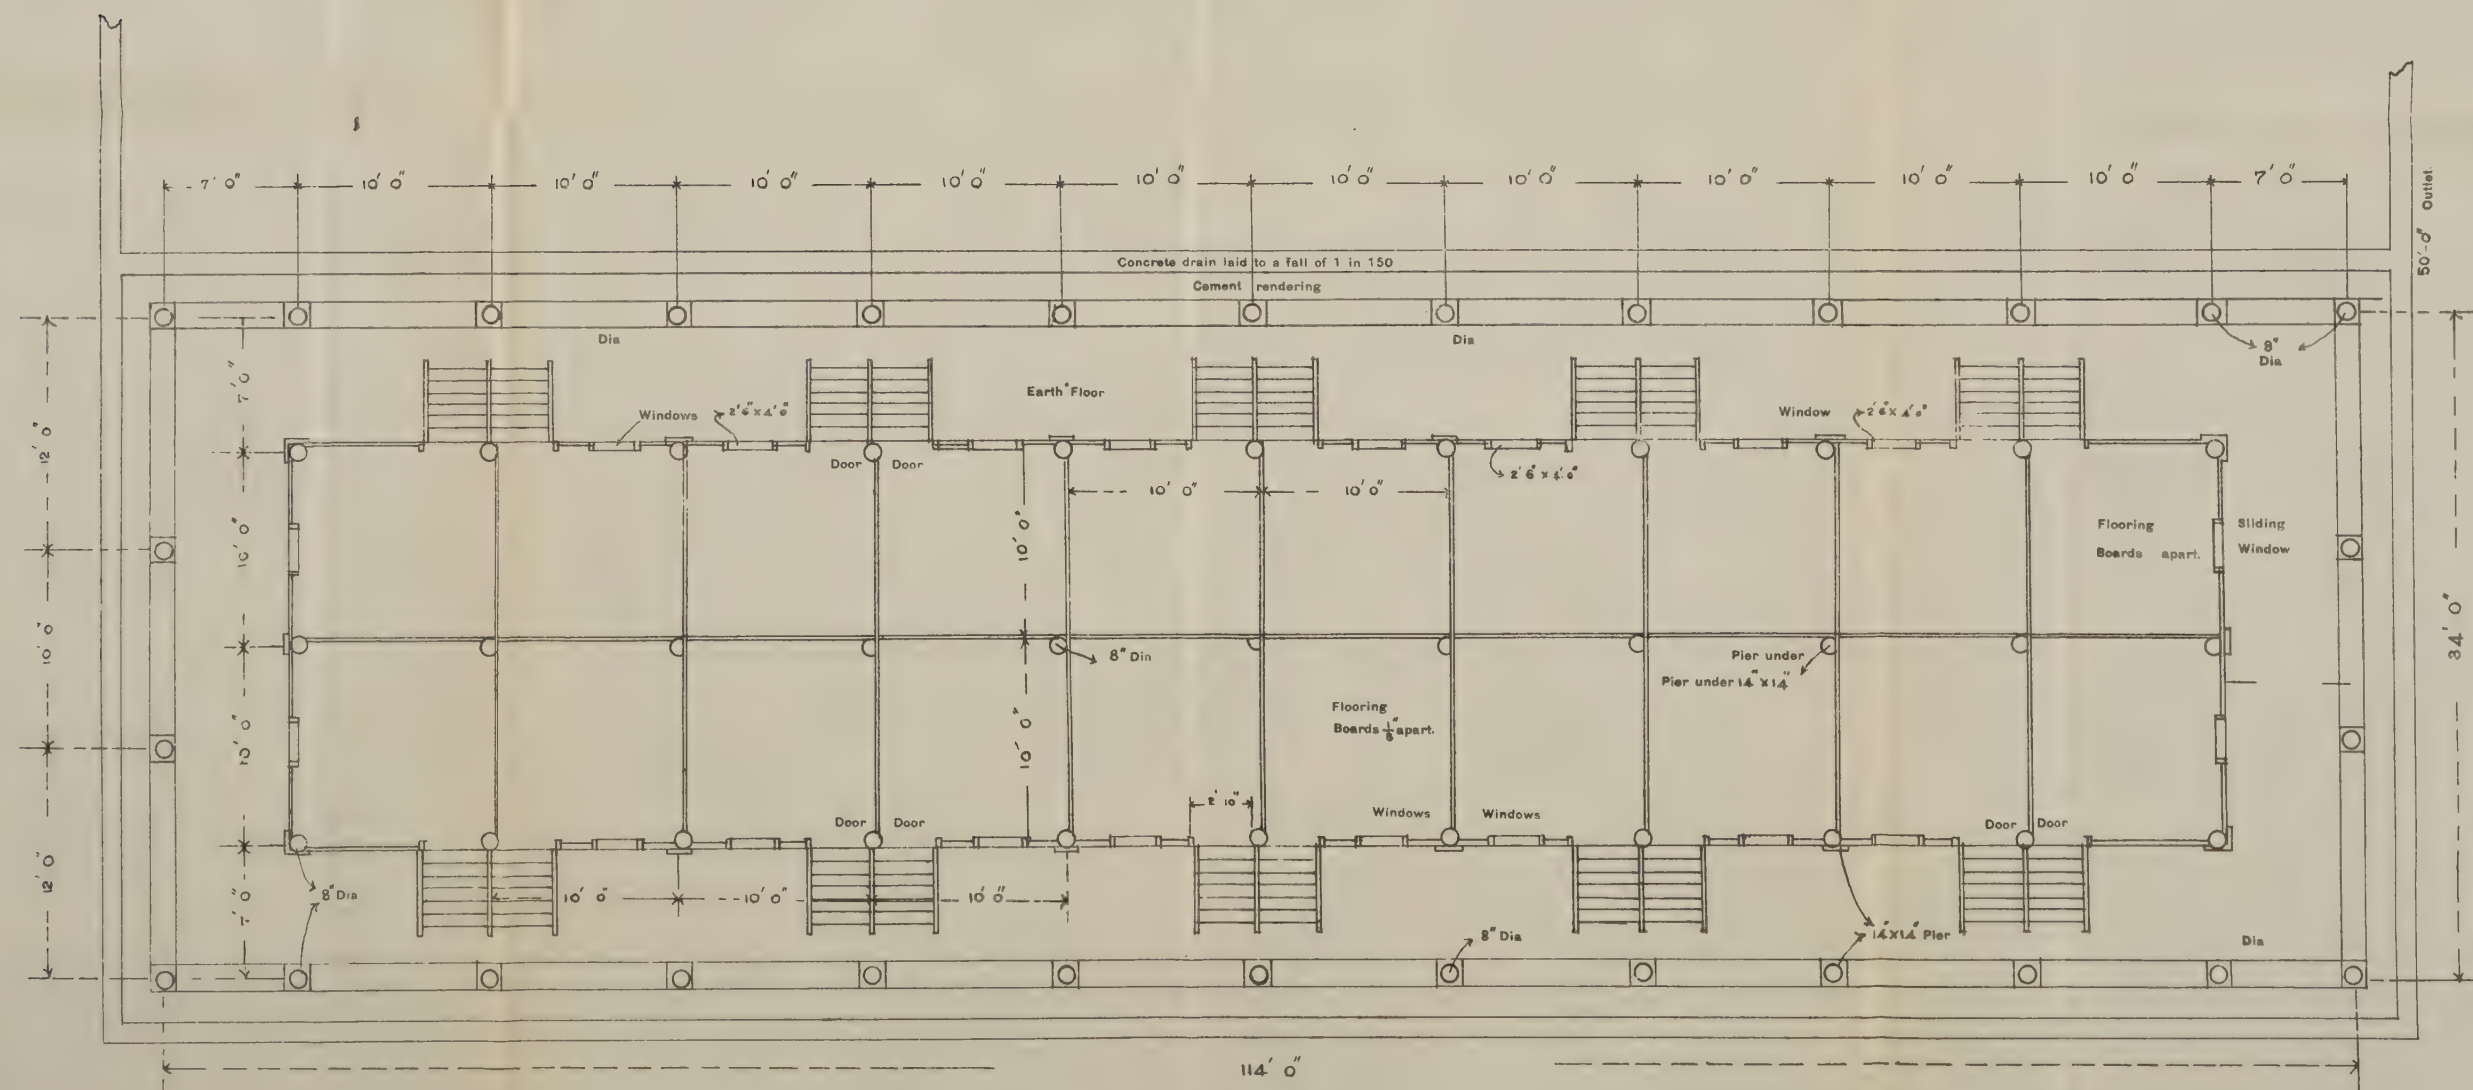 7' 0" 10' 0" 10' 0" 10' 0" 10' 0" 10' 0" 10' 0" 10' 0" 10' 0" 10' 0" 10' 0" 7' 0"
50'-0" Outlet.
Concrete drain laid to a fall of 1 in 150
Cement rendering
Dia
Dia
8"
Dia
7' 0"
12' 0"
Earth Floor
Windows 2'6" x 4'0"
Window 2'6" x 4'0"
Door Door
2'6" x 4'0"
10' 0" 10' 0"
10' 0"
10' 0"
Flooring
Boards apart.
Sliding
Window
10' 0"
34' 0"
8" Dia
Pier under
Pier under 14" x 14"
Flooring
Boards 1/8" apart.
10' 0"
10' 0"
2' 10"
Windows Windows
Door Door
Door Door
12' 0"
7' 0"
8" Dia
10' 0" 10' 0" 10' 0"
8" Dia
14" x 14" Pier
Dia
114' 0"